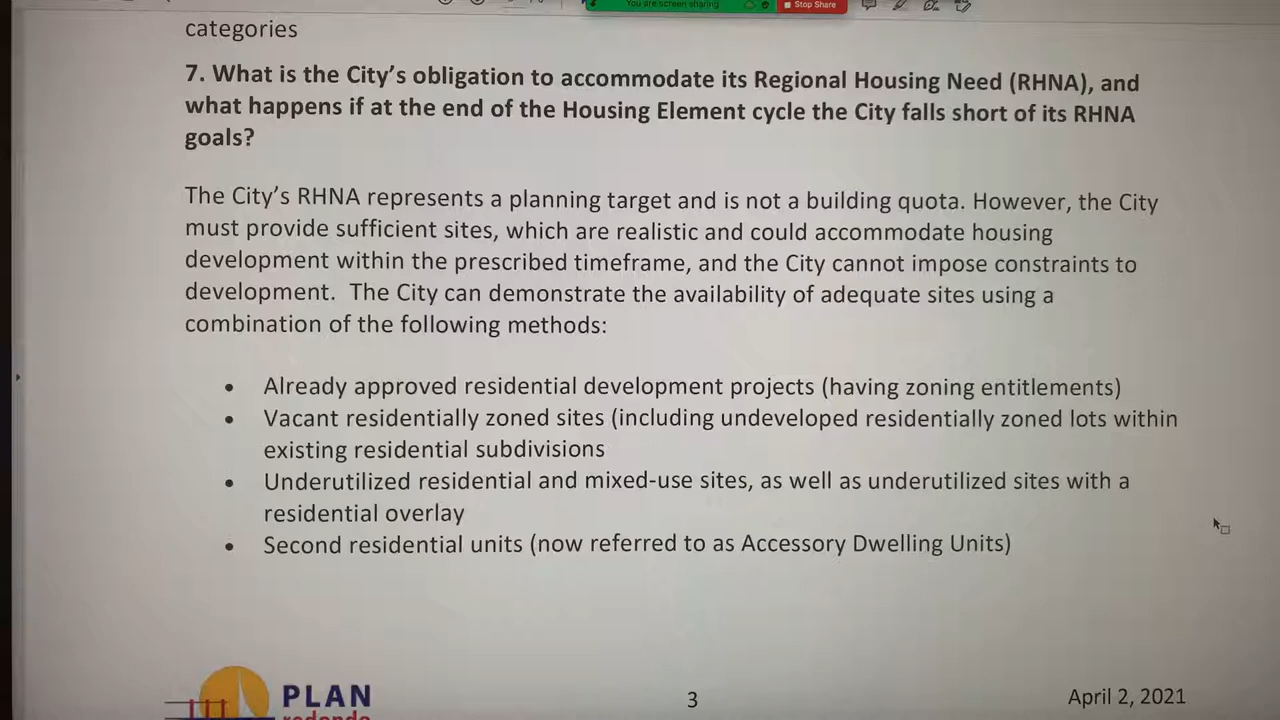 You are screen sharing
Stop Share
categories
7. What is the City's obligation to accommodate its Regional Housing Need (RHNA), and
what happens if at the end of the Housing Element cycle the City falls short of its RHNA
goals?
The City's RHNA represents a planning target and is not a building quota. However, the City
must provide sufficient sites, which are realistic and could accommodate housing
development within the prescribed timeframe, and the City cannot impose constraints to
development. The City can demonstrate the availability of adequate sites using a
combination of the following methods:
• Already approved residential development projects (having zoning entitlements)
• Vacant residentially zoned sites (including undeveloped residentially zoned lots within
existing residential subdivisions
• Underutilized residential and mixed-use sites, as well as underutilized sites with a
residential overlay
• Second residential units (now referred to as Accessory Dwelling Units)
PLAN
redondo
3
April 2, 2021